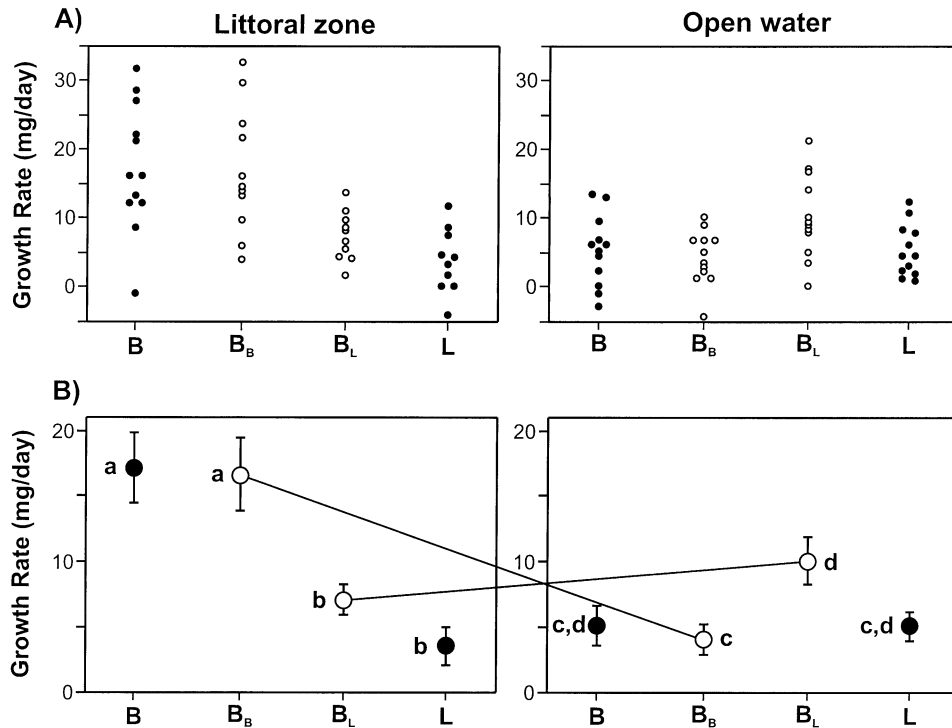 A)
Littoral zone
Open water
Growth Rate (mg/day)
30
20
10
0
30
20
10
0
B B_B B_L L
B B_B B_L L
B)
Growth Rate (mg/day)
20
10
0
20
10
0
a
a
b
b
c,d
c
d
c,d
B B_B B_L L
B B_B B_L L